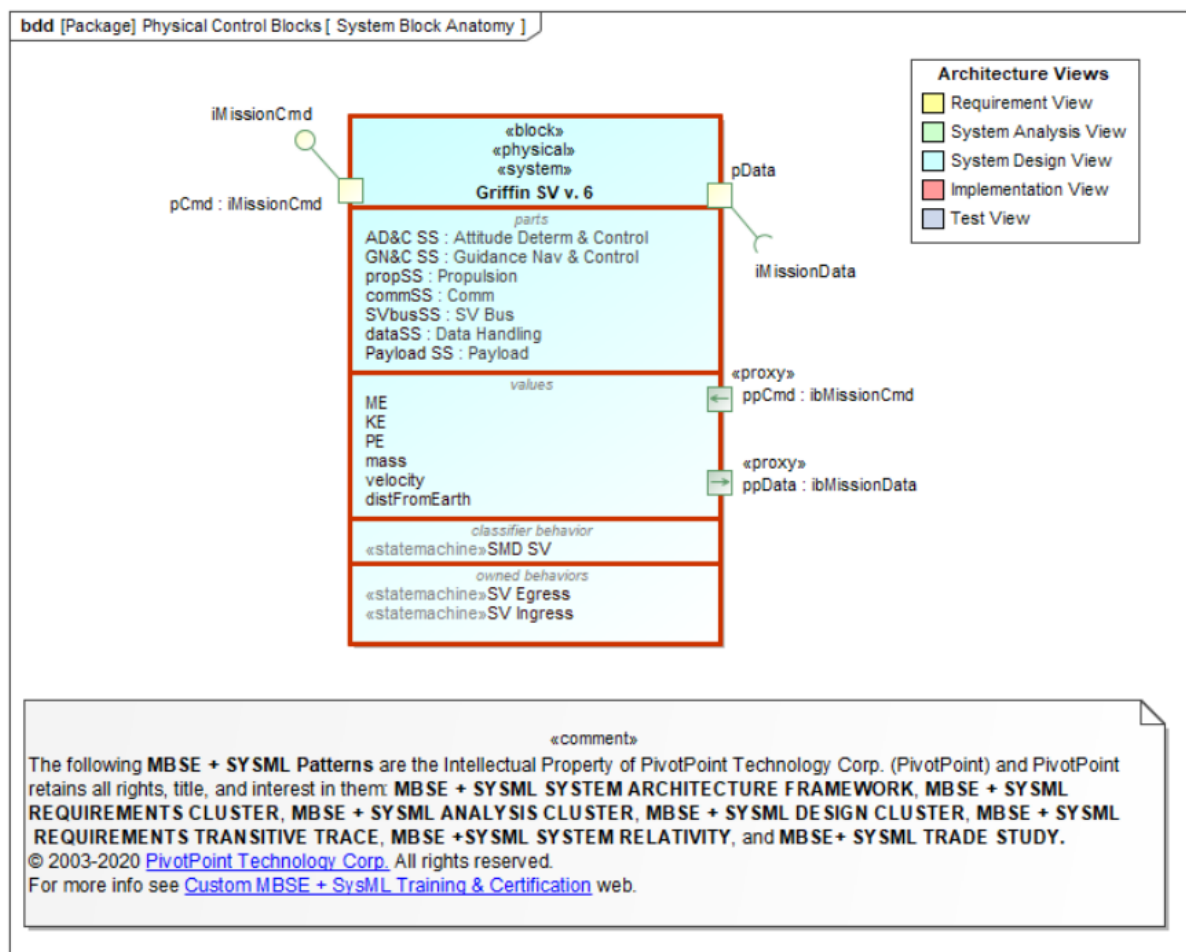 bdd [Package] Physical Control Blocks [ System Block Anatomy ]
Architecture Views
Requirement View
System Analysis View
System Design View
Implementation View
Test View
iMissionCmd
pCmd : iMissionCmd
«block»
«physical»
«system»
Griffin SV v. 6
pData
iMissionData
parts
AD&C SS : Attitude Determ & Control
GN&C SS : Guidance Nav & Control
propSS : Propulsion
commSS : Comm
SVbusSS : SV Bus
dataSS : Data Handling
Payload SS : Payload
values
ME
KE
PE
mass
velocity
distFromEarth
«proxy»
ppCmd : ibMissionCmd
«proxy»
ppData : ibMissionData
classifier behavior
«statemachine»SMD SV
owned behaviors
«statemachine»SV Egress
«statemachine»SV Ingress
«comment»
The following MBSE + SYSML Patterns are the Intellectual Property of PivotPoint Technology Corp. (PivotPoint) and PivotPoint
retains all rights, title, and interest in them: MBSE + SYSML SYSTEM ARCHITECTURE FRAMEWORK, MBSE + SYSML
REQUIREMENTS CLUSTER, MBSE + SYSML ANALYSIS CLUSTER, MBSE + SYSML DESIGN CLUSTER, MBSE + SYSML
REQUIREMENTS TRANSITIVE TRACE, MBSE +SYSML SYSTEM RELATIVITY, and MBSE+ SYSML TRADE STUDY.
© 2003-2020 PivotPoint Technology Corp. All rights reserved.
For more info see Custom MBSE + SysML Training & Certification web.